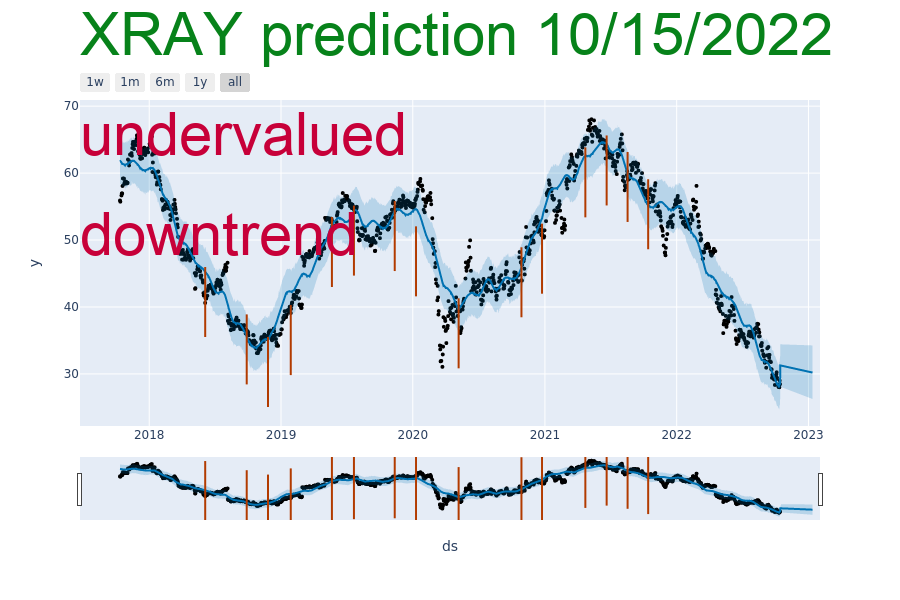 XRAY prediction 10/15/2022
1w 1m 6m 1y all
undervalued
downtrend
70
60
50
40
30
y
2018 2019 2020 2021 2022 2023
ds